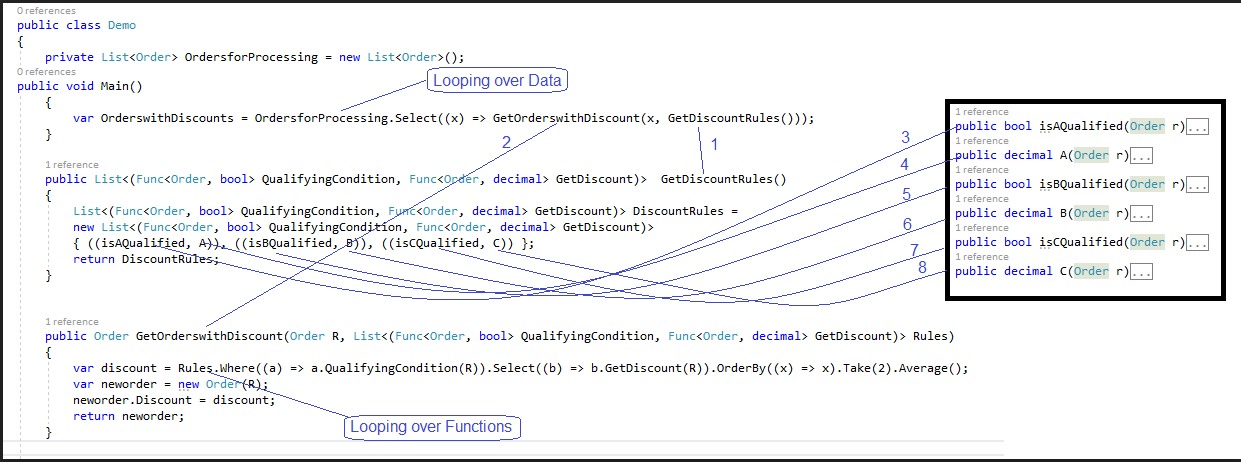 0 references
public class Demo
{
private List<Order> OrdersforProcessing = new List<Order>();
0 references
public void Main()
Looping over Data
{
var OrderswithDiscounts = OrdersforProcessing.Select((x) => GetOrderswithDiscount(x, GetDiscountRules()));
}
2
1
1 reference
public List<(Func<Order, bool> QualifyingCondition, Func<Order, decimal> GetDiscount)> GetDiscountRules()
{
List<(Func<Order, bool> QualifyingCondition, Func<Order, decimal> GetDiscount)> DiscountRules =
new List<(Func<Order, bool> QualifyingCondition, Func<Order, decimal> GetDiscount)>
{ ((isAQualified, A)), ((isBQualified, B)), ((isCQualified, C)) };
return DiscountRules;
}
3
4
5
6
7
8
1 reference
public bool isAQualified(Order r)...
1 reference
public decimal A(Order r)...
1 reference
public bool isBQualified(Order r)...
1 reference
public decimal B(Order r)...
1 reference
public bool isCQualified(Order r)...
1 reference
public decimal C(Order r)...
1 reference
public Order GetOrderswithDiscount(Order R, List<(Func<Order, bool> QualifyingCondition, Func<Order, decimal> GetDiscount)> Rules)
{
var discount = Rules.Where((a) => a.QualifyingCondition(R)).Select((b) => b.GetDiscount(R)).OrderBy((x) => x).Take(2).Average();
var neworder = new Order(R);
neworder.Discount = discount;
return neworder;
}
Looping over Functions